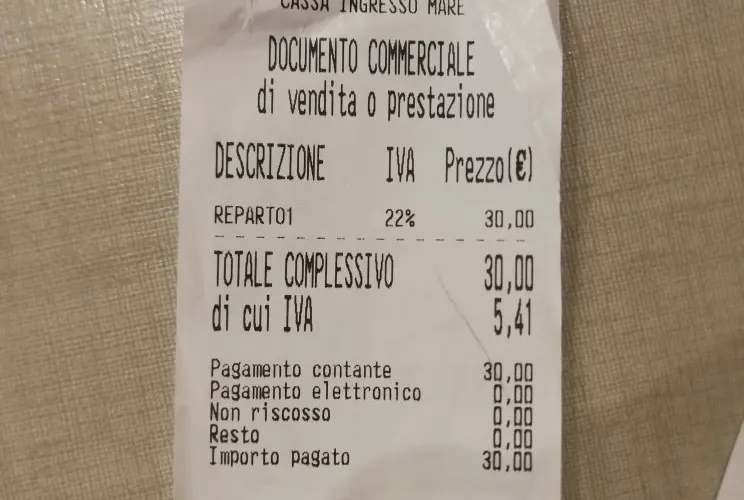 CASSA INGRESSO MARE
DOCUMENTO COMMERCIALE
di vendita o prestazione
DESCRIZIONE IVA Prezzo(€)
REPARTO1 22% 30,00
TOTALE COMPLESSIVO 30,00
di cui IVA 5,41
Pagamento contante 30,00
Pagamento elettronico 0,00
Non riscosso 0,00
Resto 0,00
Importo pagato 30,00